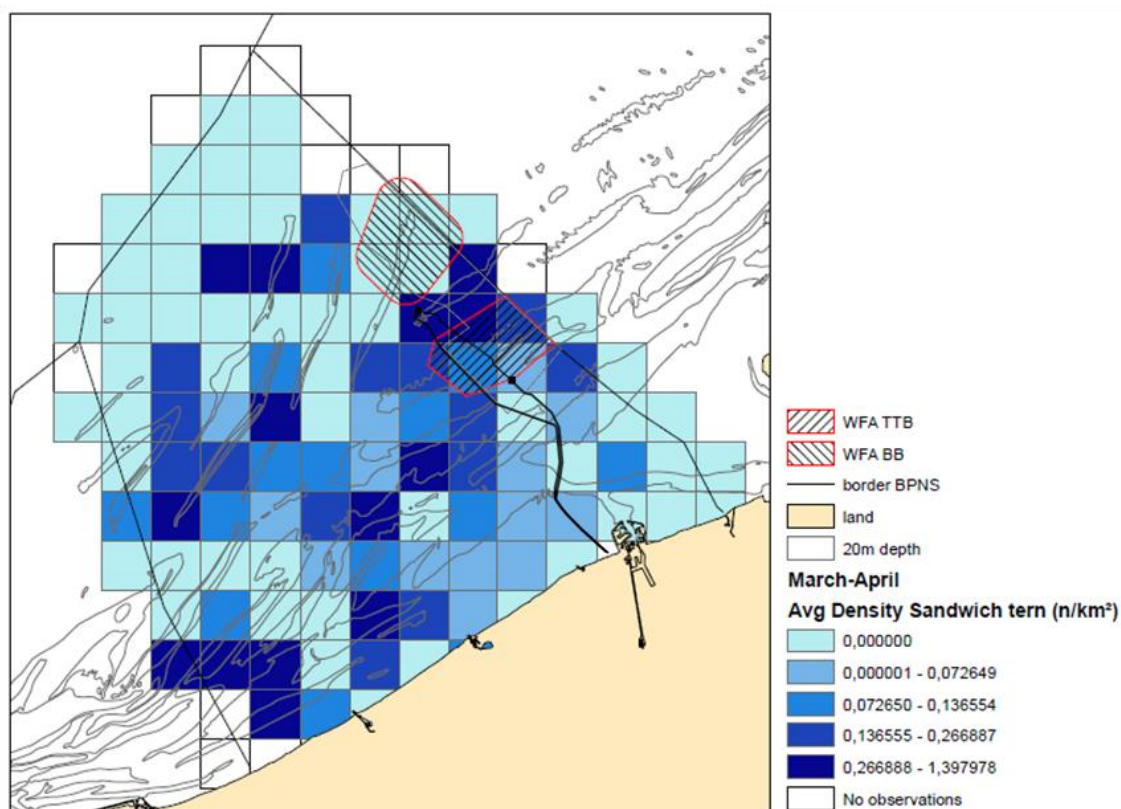 WFA TTB
WFA BB
border BPNS
land
20m depth
March-April
Avg Density Sandwich tern (n/km²)
0,000000
0,000001 - 0,072649
0,072650 - 0,136554
0,136555 - 0,266887
0,266888 - 1,397978
No observations